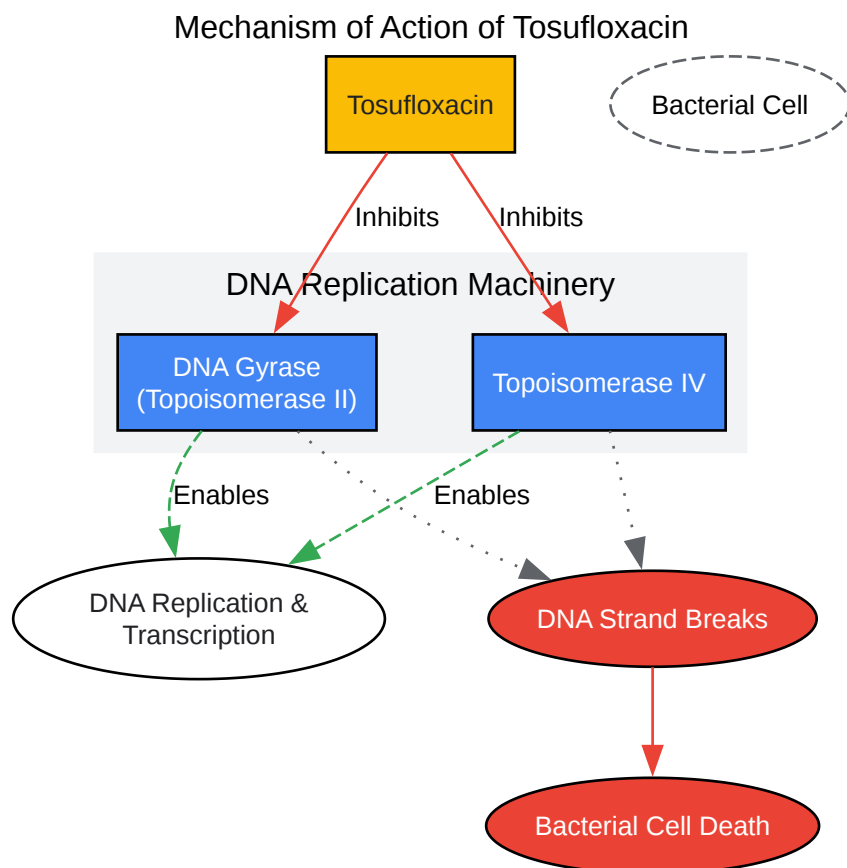 Mechanism of Action of Tosufloxacin
Tosufloxacin
Bacterial Cell
Inhibits
Inhibits
DNA Replication Machinery
DNA Gyrase
(Topoisomerase II)
Topoisomerase IV
Enables
Enables
DNA Replication &
Transcription
DNA Strand Breaks
Bacterial Cell Death